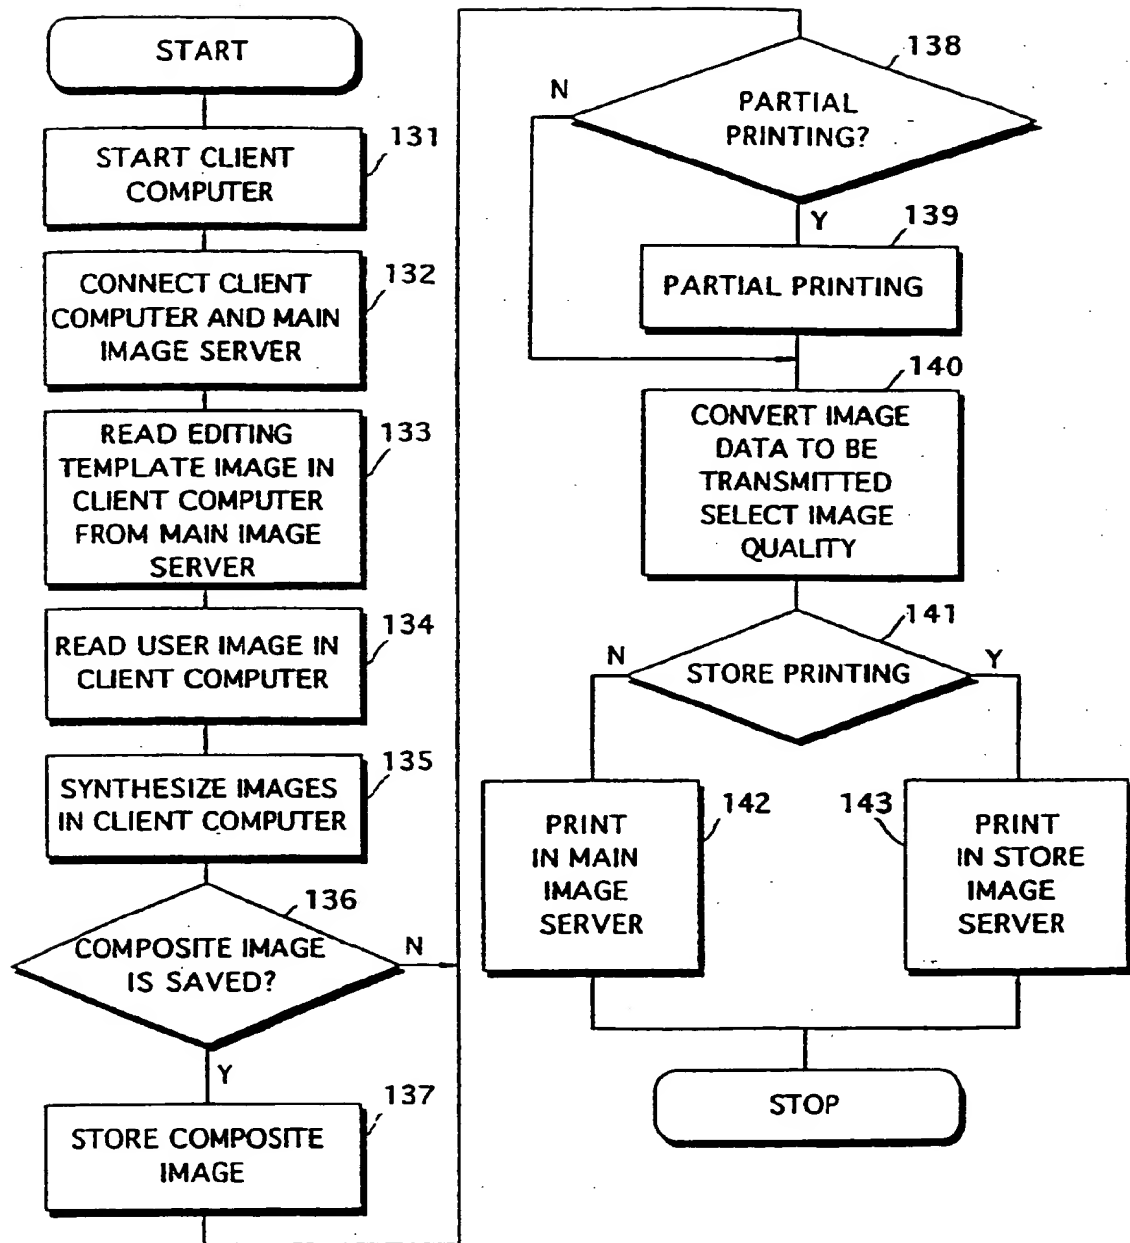 START
131
START CLIENT
COMPUTER
132
CONNECT CLIENT
COMPUTER AND MAIN
IMAGE SERVER
133
READ EDITING
TEMPLATE IMAGE IN
CLIENT COMPUTER
FROM MAIN IMAGE
SERVER
134
READ USER IMAGE IN
CLIENT COMPUTER
135
SYNTHESIZE IMAGES
IN CLIENT COMPUTER
136
COMPOSITE IMAGE
IS SAVED?
N
Y
137
STORE COMPOSITE
IMAGE
138
PARTIAL
PRINTING?
N
Y
139
PARTIAL PRINTING
140
CONVERT IMAGE
DATA TO BE
TRANSMITTED
SELECT IMAGE
QUALITY
141
STORE PRINTING
N
Y
142
PRINT
IN MAIN
IMAGE
SERVER
143
PRINT
IN STORE
IMAGE
SERVER
STOP